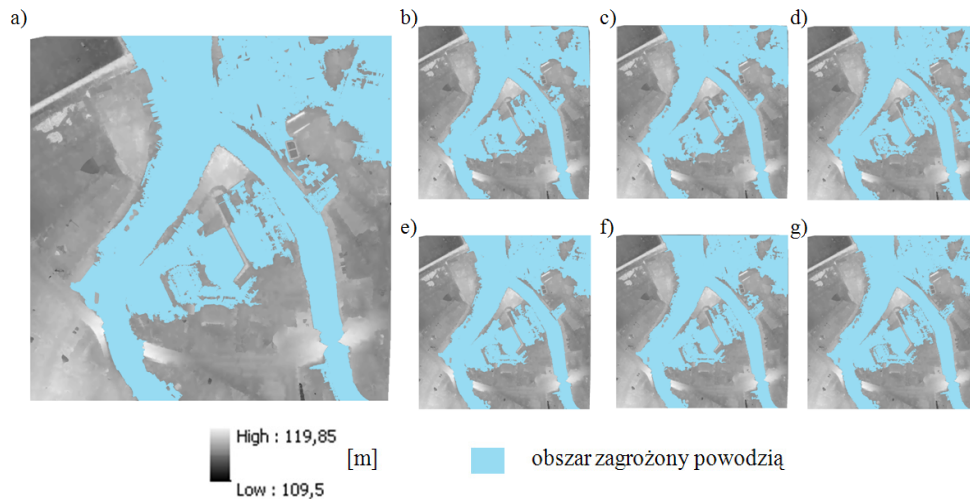 a)
b)
c)
d)
e)
f)
g)
High : 119,85
[m]
Low : 109,5
obszar zagrożony powodzią